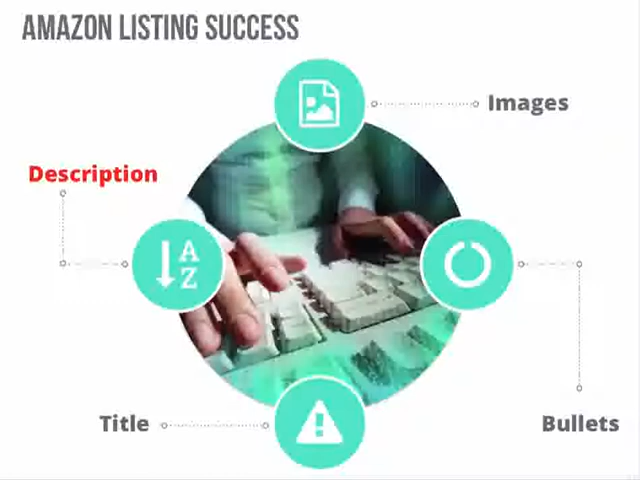 AMAZON LISTING SUCCESS
Images
Description
A
Z
Title
Bullets